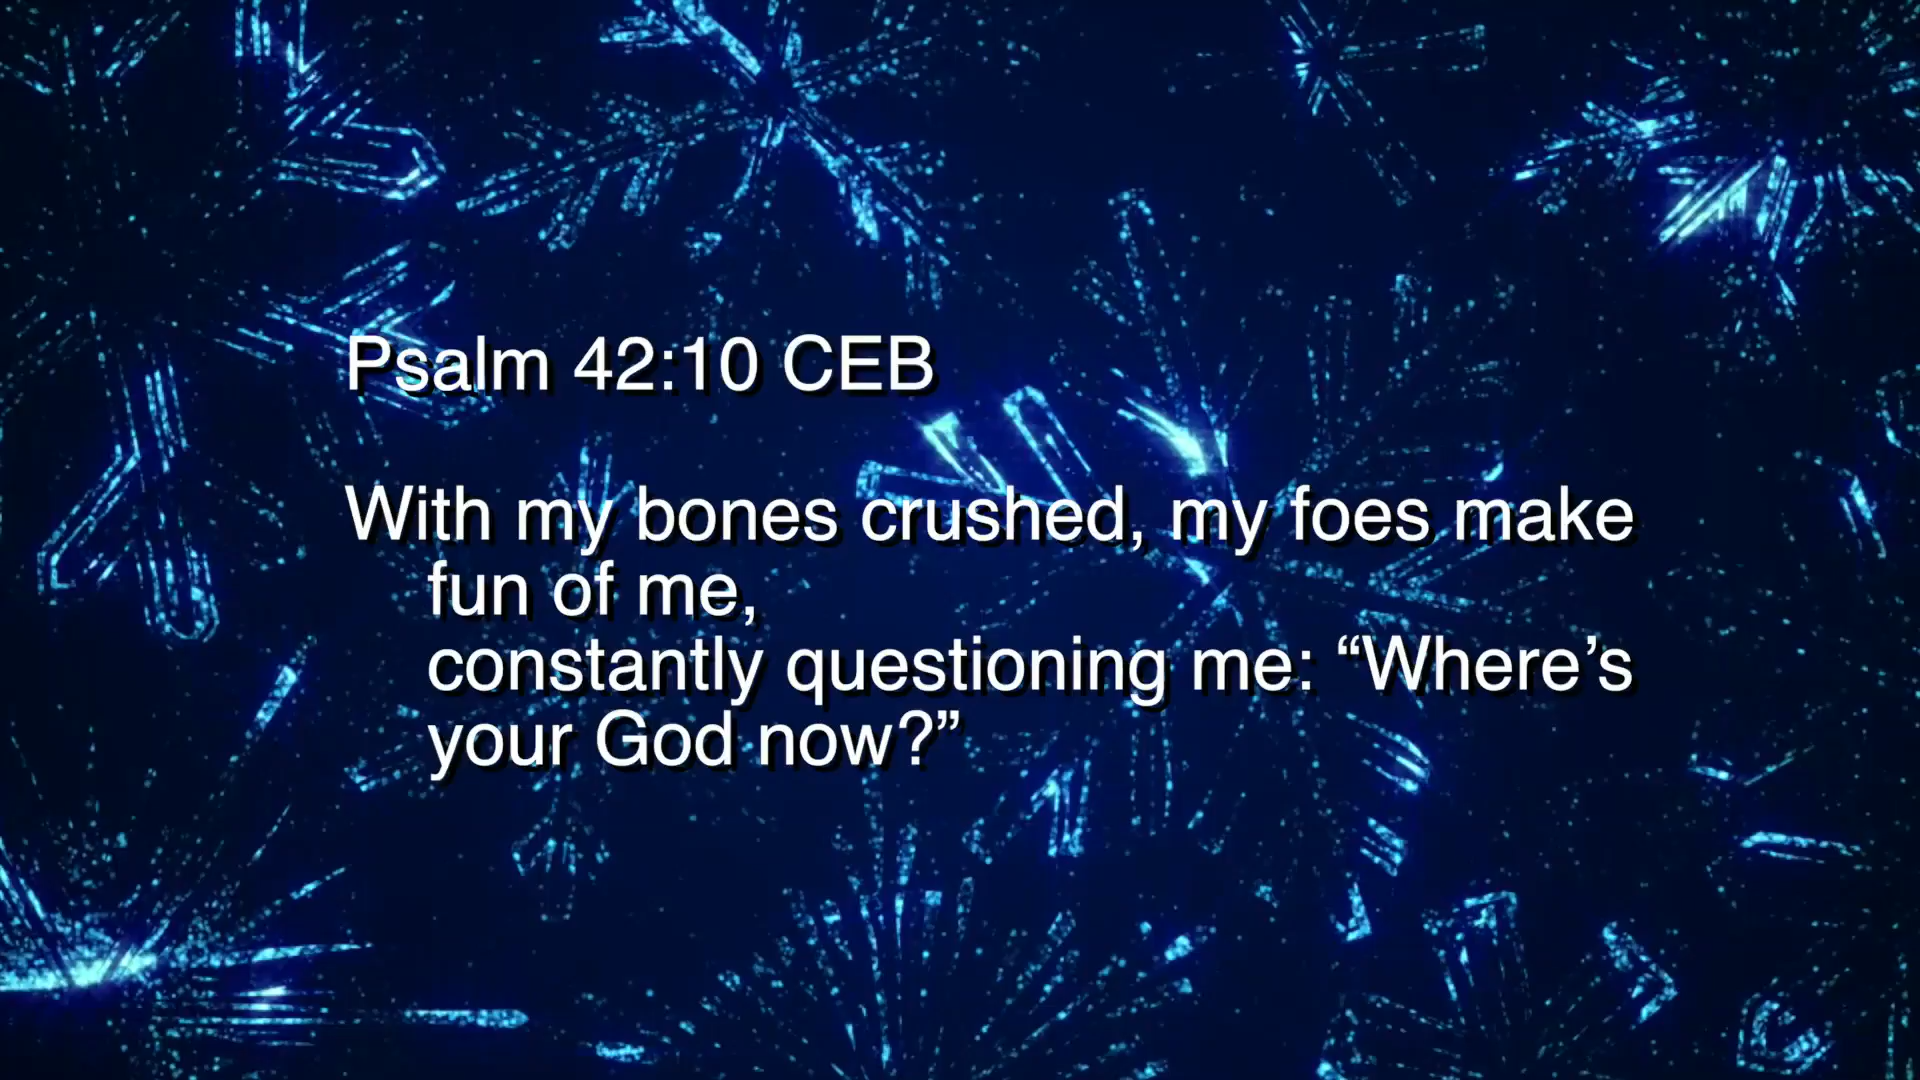 Psalm 42:10 CEB
With my bones crushed, my foes make
fun of me,
constantly questioning me: “Where’s
your God now?”